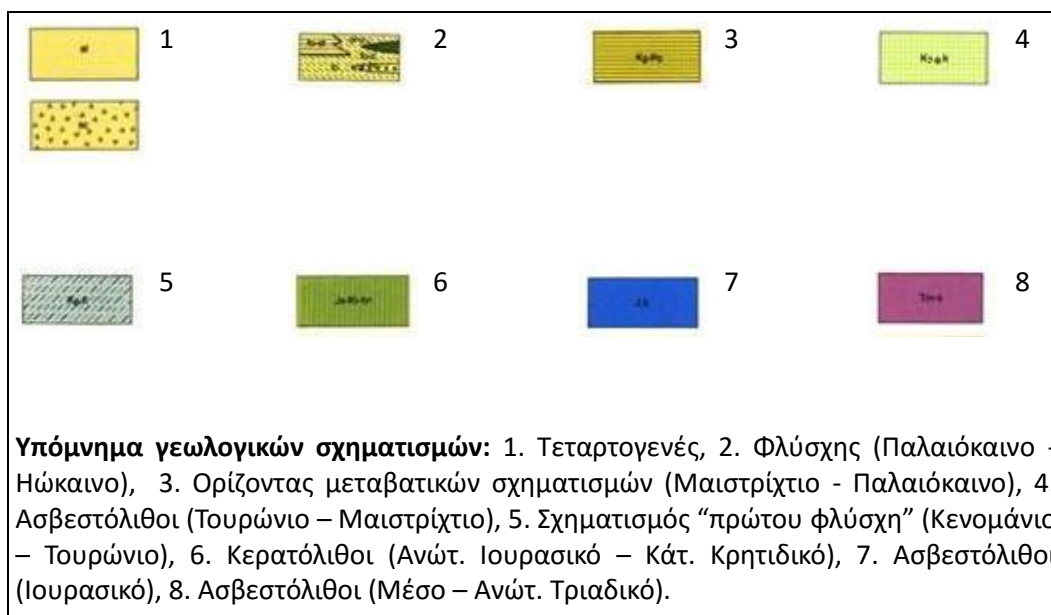 1
2
3
4
al
5
6
7
8
Υπόμνημα γεωλογικών σχηματισμών: 1. Τεταρτογενές, 2. Φλύσχης (Παλαιόκαινο –
Ηώκαινο), 3. Ορίζοντας μεταβατικών σχηματισμών (Μαιστρίχτιο - Παλαιόκαινο), 4.
Ασβεστόλιθοι (Τουρώνιο – Μαιστρίχτιο), 5. Σχηματισμός “πρώτου φλύσχη” (Κενομάνιο
– Τουρώνιο), 6. Κερατόλιθοι (Ανώτ. Ιουρασικό – Κάτ. Κρητιδικό), 7. Ασβεστόλιθοι
(Ιουρασικό), 8. Ασβεστόλιθοι (Μέσο – Ανώτ. Τριαδικό).